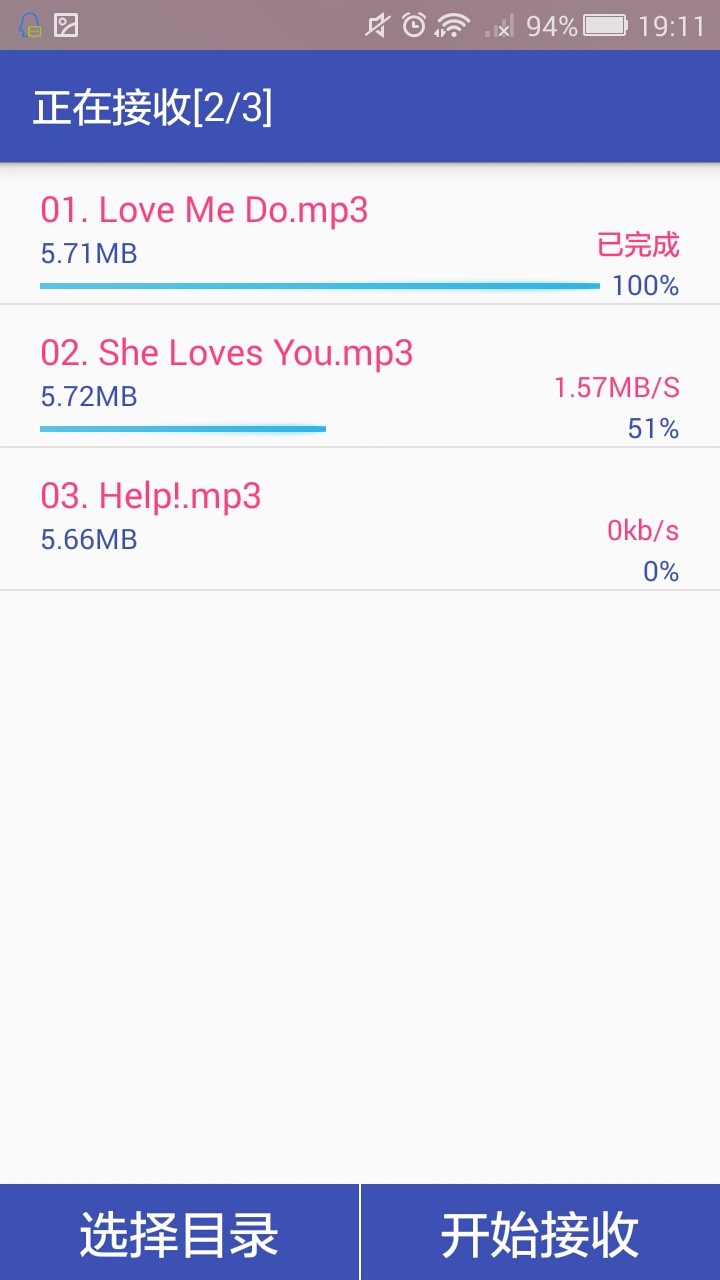 94% 19:11
正在接收[2/3]
01. Love Me Do.mp3
5.71MB
已完成
100%
02. She Loves You.mp3
5.72MB
1.57MB/S
51%
03. Help!.mp3
5.66MB
0kb/s
0%
选择目录 开始接收